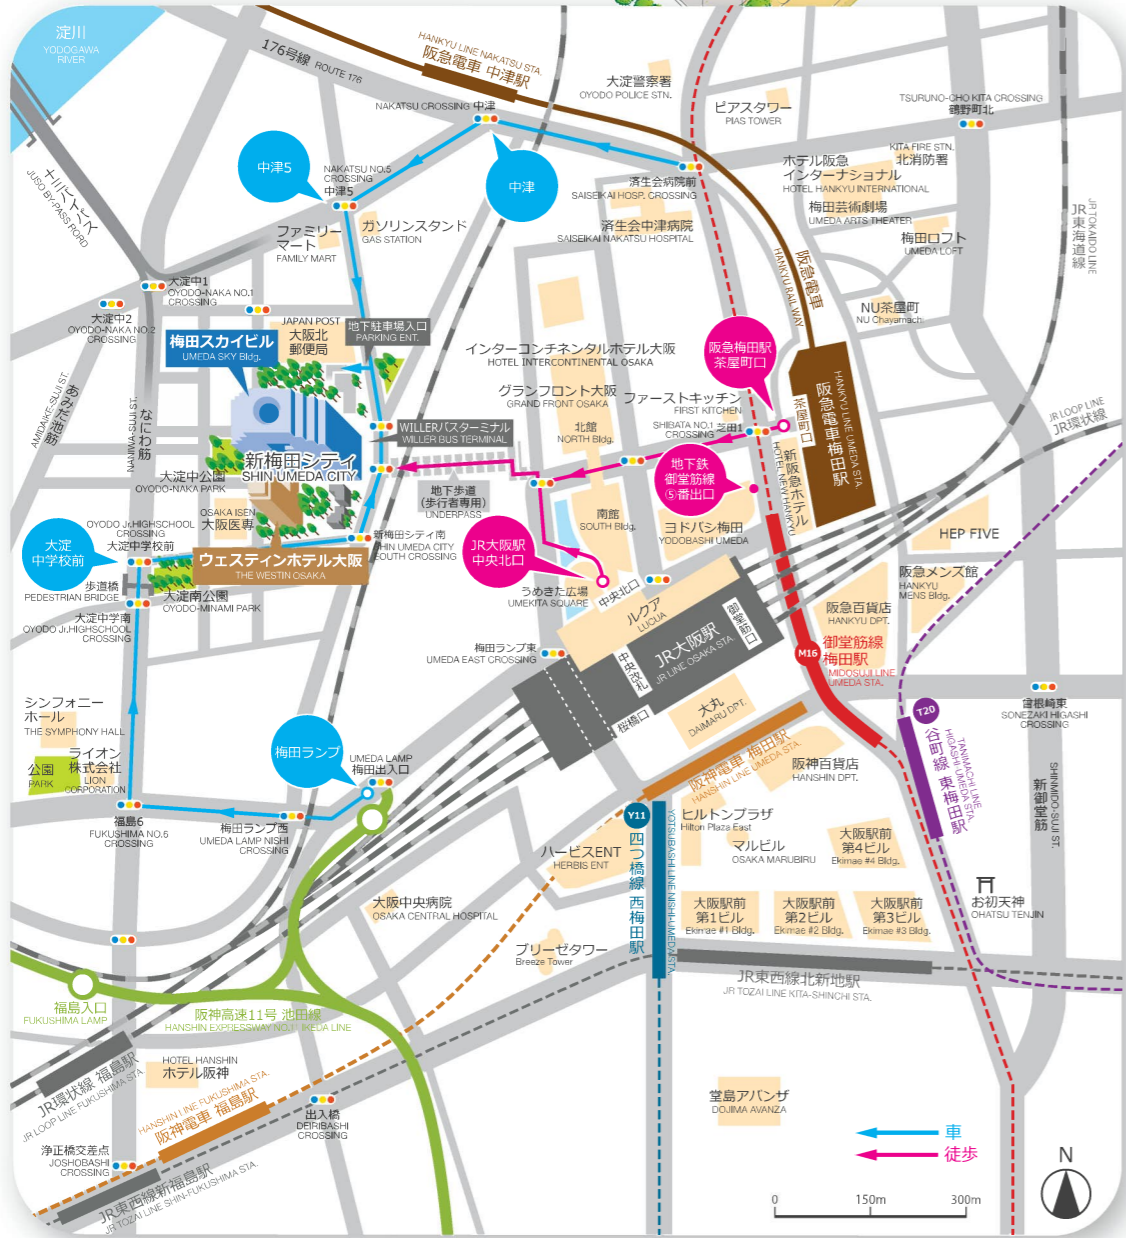 淀川
YODOGAWA
RIVER
176号線 ROUTE 176
HANKYU LINE NAKATSU STA.
阪急電車 中津駅
大淀警察署
OYODO POLICE STN.
ピアスタワー
PIAS TOWER
TSURUNO-CHO KITA CROSSING
鶴野町北
NAKATSU CROSSING 中津
中津5
NAKATSU NO.5
CROSSING
中津5
中津
済生会病院前
SAISEIKAI HOSP. CROSSING
KITA FIRE STN.
北消防署
ホテル阪急
インターナショナル
HOTEL HANKYU INTERNATIONAL
梅田芸術劇場
UMEDA ARTS THEATER
梅田ロフト
UMEDA LOFT
JR東海道線
JR TOKAIDO LINE
十三バイパス
JUSO BY-PASS RORD
ファミリー
マート
FAMILY MART
ガソリンスタンド
GAS STATION
済生会中津病院
SAISEIKAI NAKATSU HOSPITAL
阪急電車
HANKYU RAIL WAY
大淀中1
OYODO-NAKA NO.1
CROSSING
大淀中2
OYODO-NAKA NO.2
CROSSING
NU茶屋町
NU Chayamachi
JAPAN POST
大阪北
郵便局
地下駐車場入口
PARKING ENT.
梅田スカイビル
UMEDA SKY Bldg.
インターコンチネンタルホテル大阪
HOTEL INTERCONTINENTAL OSAKA
阪急梅田駅
茶屋町口
グランフロント大阪
GRAND FRONT OSAKA
ファーストキッチン
FIRST KITCHEN
SHIBATA NO.1
CROSSING
芝田1
茶屋町口
阪急電車梅田駅
HANKYU LINE UMEDA STA.
JR LOOP LINE
JR環状線
あみだ池筋
AMIDAIKE-SUJI ST.
なにわ筋
NANIWA-SUJI ST.
WILLERバスターミナル
WILLER BUS TERMINAL
北館
NORTH Bldg.
新阪急ホテル
HOTEL NEW HANKYU
新梅田シティ
SHIN UMEDA CITY
大淀中公園
OYODO-NAKA PARK
地下歩道
(歩行者専用)
UNDERPASS
地下鉄
御堂筋線
⑤番出口
OSAKA ISEN
大阪医専
南館
SOUTH Bldg.
ヨドバシ梅田
YODOBASHI UMEDA
HEP FIVE
OYODO Jr.HIGHSCHOOL
CROSSING
大淀中学校前
大淀
中学校前
新梅田シティ南
SHIN UMEDA CITY
SOUTH CROSSING
JR大阪駅
中央北口
ウェスティンホテル大阪
THE WESTIN OSAKA
歩道橋
PEDESTRIAN BRIDGE
大淀南公園
OYODO-MINAMI PARK
うめきた広場
UMEKITA SQUARE
中央北口
ルクア
LUCUA
阪急メンズ館
HANKYU
MENS Bldg.
阪急百貨店
HANKYU DPT.
大淀中学南
OYODO Jr.HIGHSCHOOL
CROSSING
梅田ランプ東
UMEDA EAST CROSSING
JR大阪駅
JR LINE OSAKA STA.
御堂筋口
中央改札
桜橋口
M16
御堂筋線
梅田駅
MIDOSUJI LINE
UMEDA STA.
大丸
DAIMARU DPT.
T20
谷町線 東梅田駅
TANIMACHI LINE
HIGASHI-UMEDA STA.
曽根崎東
SONEZAKI HIGASHI
CROSSING
シンフォニー
ホール
THE SYMPHONY HALL
ライオン
株式会社
LION
CORPORATION
公園
PARK
梅田ランプ
UMEDA LAMP
梅田出入口
阪神電車 梅田駅
HANSHIN LINE UMEDA STA.
阪神百貨店
HANSHIN DPT.
新御堂筋
SHINMIDO-SUJI ST.
福島6
FUKUSHIMA NO.6
CROSSING
梅田ランプ西
UMEDA LAMP NISHI
CROSSING
Y11
四つ橋線 西梅田駅
YOTSUBASHI LINE NISHI-UMEDA STA.
ヒルトンプラザ
Hilton Plaza East
マルビル
OSAKA MARUBIRU
大阪駅前
第4ビル
Ekimae #4 Bldg.
ハービスENT
HERBIS ENT
大阪駅前
第1ビル
Ekimae #1 Bldg.
大阪駅前
第2ビル
Ekimae #2 Bldg.
大阪駅前
第3ビル
Ekimae #3 Bldg.
お初天神
OHATSU TENJIN
大阪中央病院
OSAKA CENTRAL HOSPITAL
ブリーゼタワー
Breeze Tower
JR東西線北新地駅
JR TOZAI LINE KITA-SHINCHI STA.
福島入口
FUKUSHIMA LAMP
阪神高速11号 池田線
HANSHIN EXPRESSWAY NO.11 IKEDA LINE
JR環状線 福島駅
JR LOOP LINE FUKUSHIMA STA.
HOTEL HANSHIN
ホテル阪神
HANSHIN LINE FUKUSHIMA STA.
阪神電車 福島駅
出入橋
DEIRIBASHI
CROSSING
堂島アバンザ
DOJIMA AVANZA
浄正橋交差点
JOSHOBASHI
CROSSING
JR東西線新福島駅
JR TOZAI LINE SHIN-FUKUSHIMA STA.
車
徒歩
0 150m 300m
N